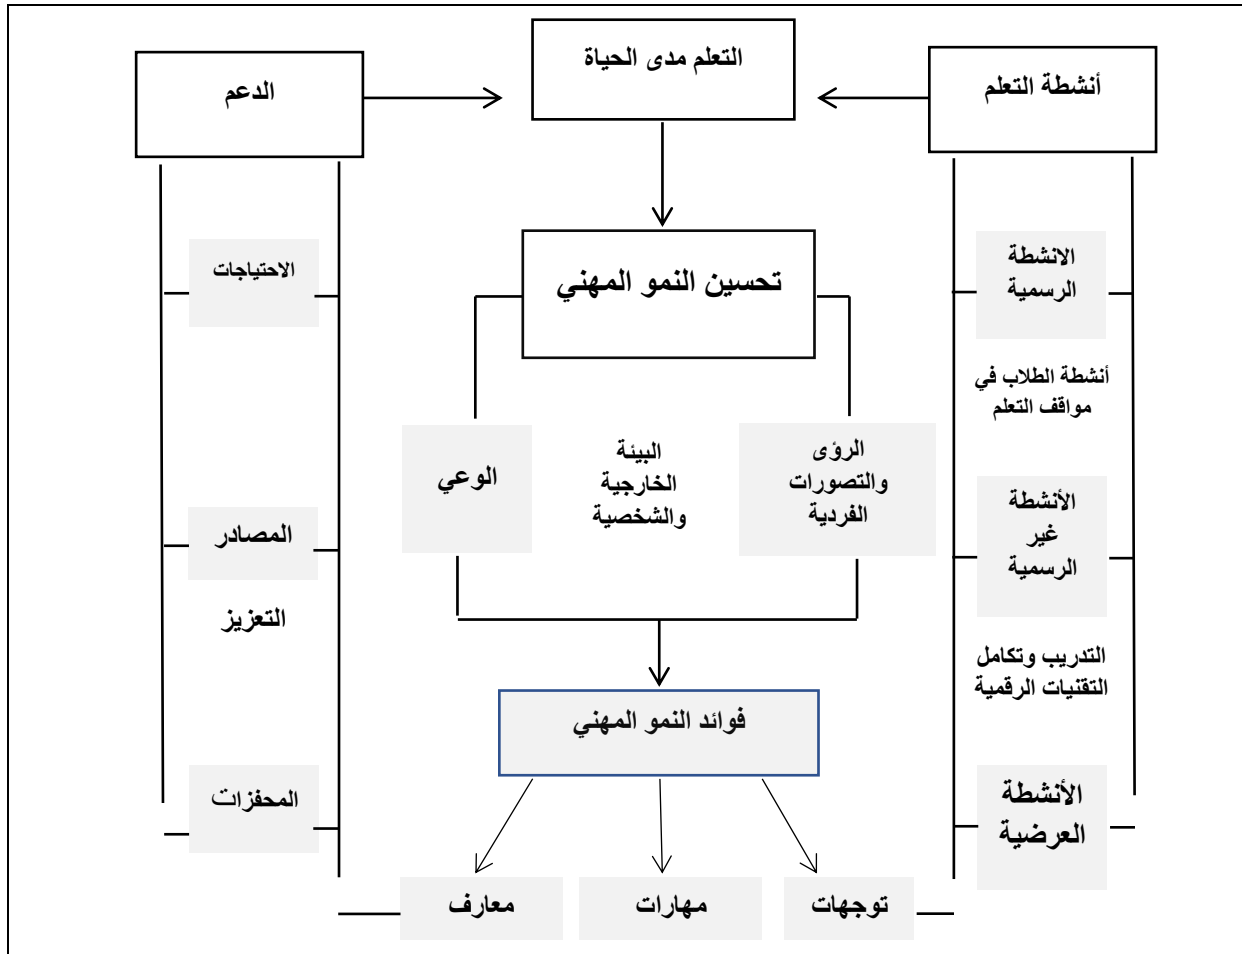 التعلم مدى الحياة
أنشطة التعلم
الدعم
تحسين النمو المهني
الانشطة
الرسمية
أنشطة الطلاب في
مواقف التعلم
الأنشطة
غير
الرسمية
التدريب وتكامل
التقنيات الرقمية
الأنشطة
العرضية
الرؤى
والتصورات
الفردية
البيئة
الخارجية
والشخصية
الوعي
الاحتياجات
المصادر
التعزيز
المحفزات
فوائد النمو المهني
توجهات
مهارات
معارف